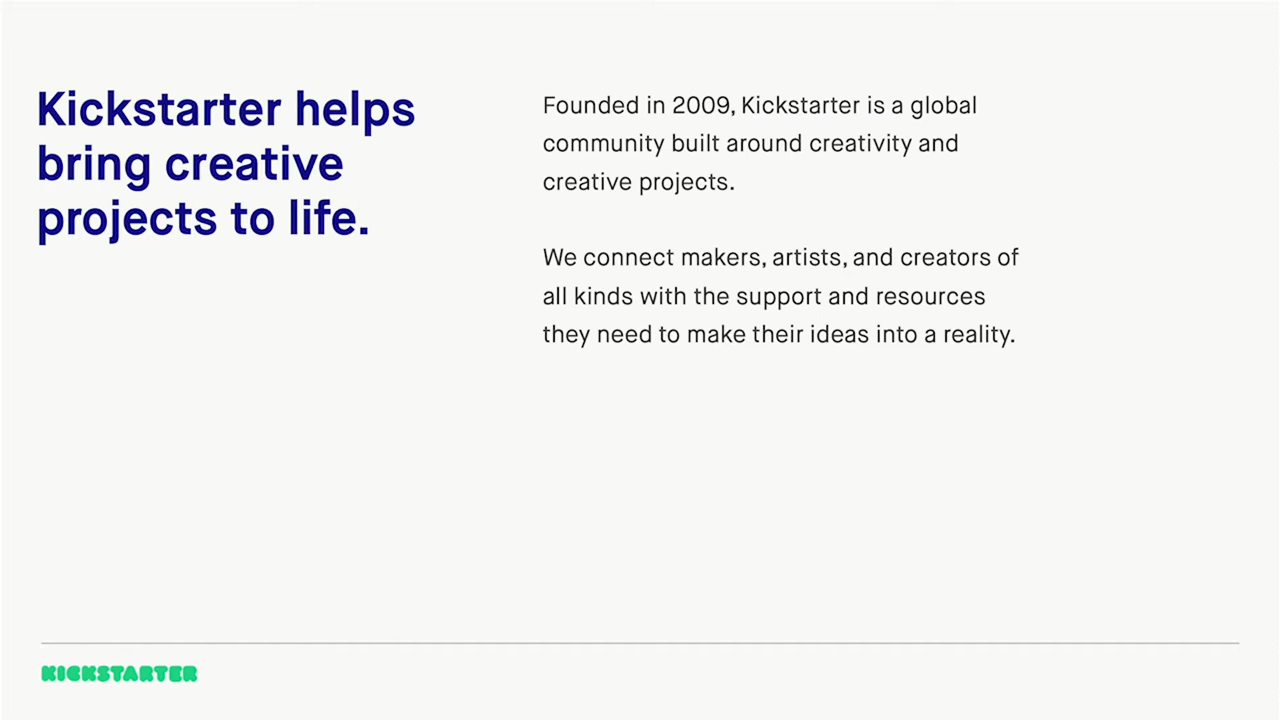 Kickstarter helps
bring creative
projects to life.
Founded in 2009, Kickstarter is a global
community built around creativity and
creative projects.
We connect makers, artists, and creators of
all kinds with the support and resources
they need to make their ideas into a reality.
KICKSTARTER